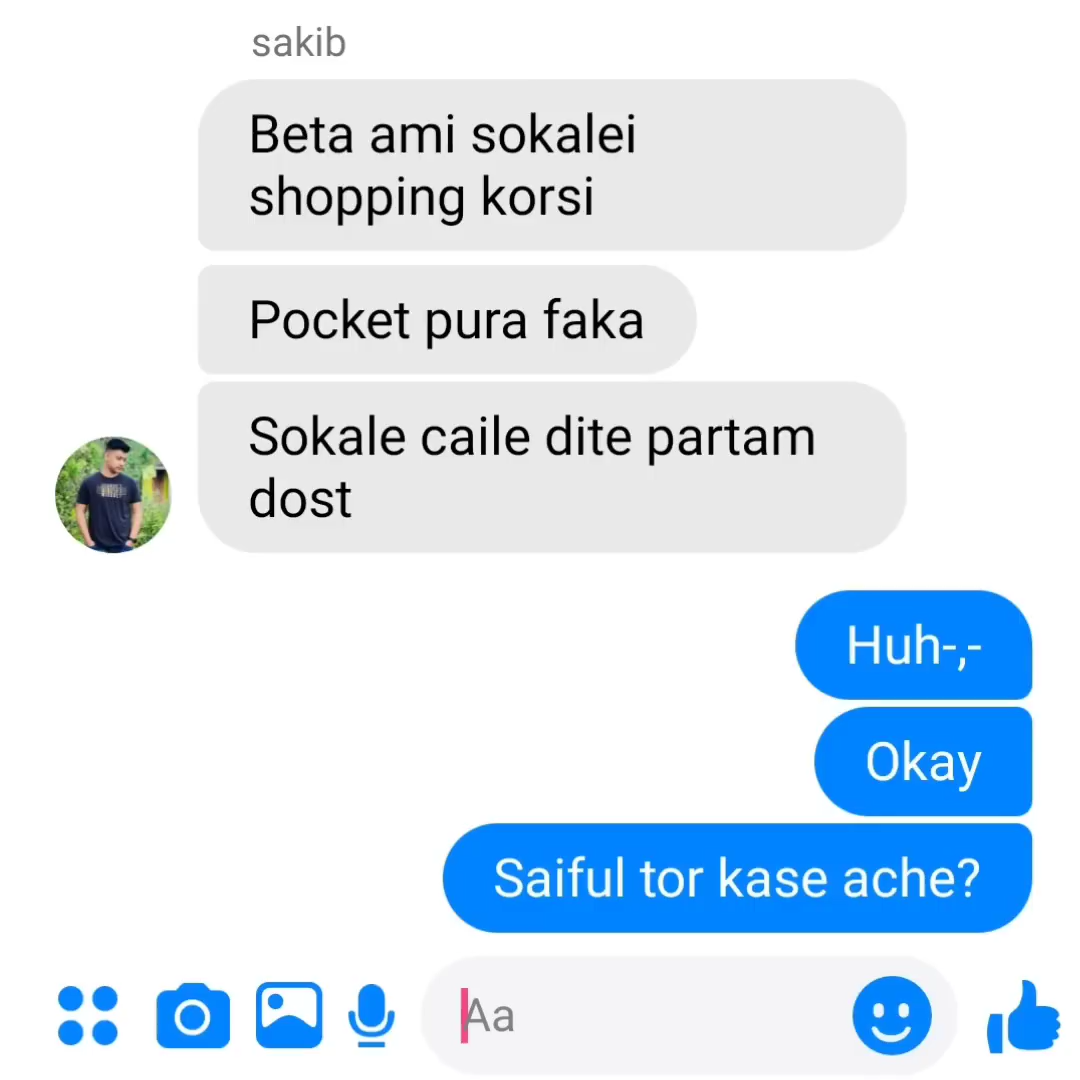 sakib
Beta ami sokalei
shopping korsi
Pocket pura faka
Sokale caile dite partam
dost
Huh-,-
Okay
Saiful tor kase ache?
Aa